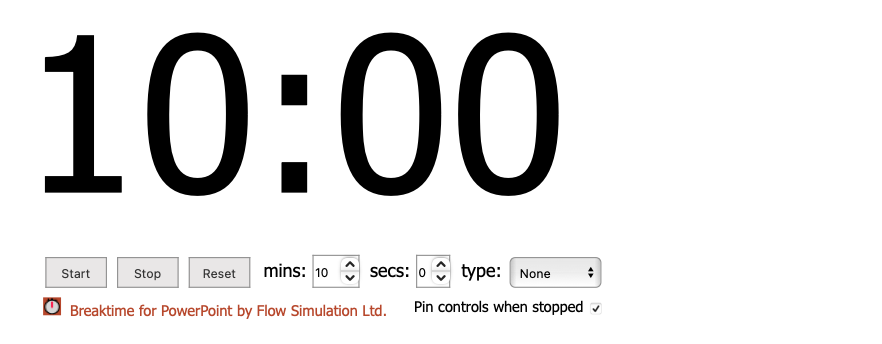 10:00
Start Stop Reset mins: 10 secs: 0 type: None
Breaktime for PowerPoint by Flow Simulation Ltd. Pin controls when stopped